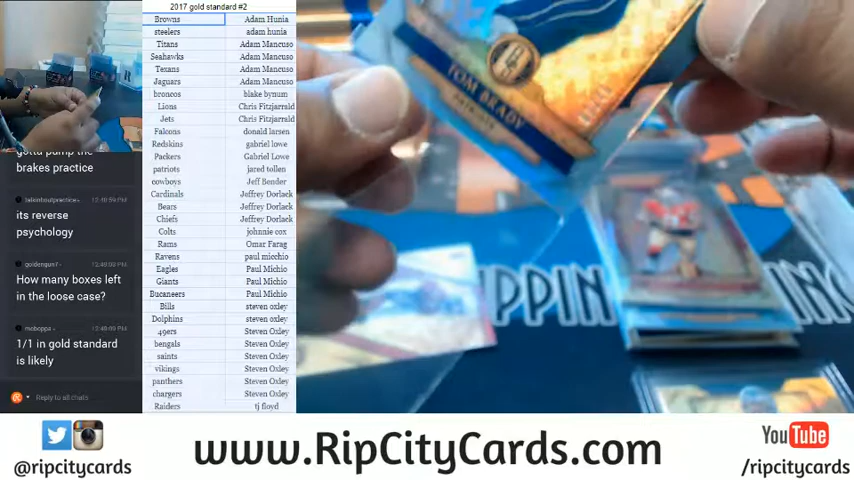 2017 gold standard #2
Browns Adam Hunia
steelers adam hunia
Titans Adam Mancuso
Seahawks Adam Mancuso
Texans Adam Mancuso
Jaguars Adam Mancuso
broncos blake bynum
Lions Chris Fitzjarrald
Jets Chris Fitzjarrald
Falcons donald larsen
Redskins gabriel lowe
Packers Gabriel Lowe
patriots jared tollen
cowboys Jeff Bender
Cardinals Jeffrey Dorlack
Bears Jeffrey Dorlack
Chiefs Jeffrey Dorlack
Colts johnnie cox
Rams Omar Farag
Ravens paul micchio
Eagles Paul Michio
Giants Paul Michio
Bucaneers Paul Michio
Bills steven oxley
Dolphins steven oxley
49ers Steven Oxley
bengals Steven Oxley
saints Steven Oxley
vikings Steven Oxley
panthers Steven Oxley
chargers Steven Oxley
Raiders tj floyd
gotta pump the
brakes practice
its reverse
psychology
goldengun1
How many boxes left
in the loose case?
moboppa
1/1 in gold standard
is likely
Reply to all chats
TOM BRADY
PATRIOTS
PPING
@ripcitycards
www.RipCityCards.com
YouTube
/ripcitycards